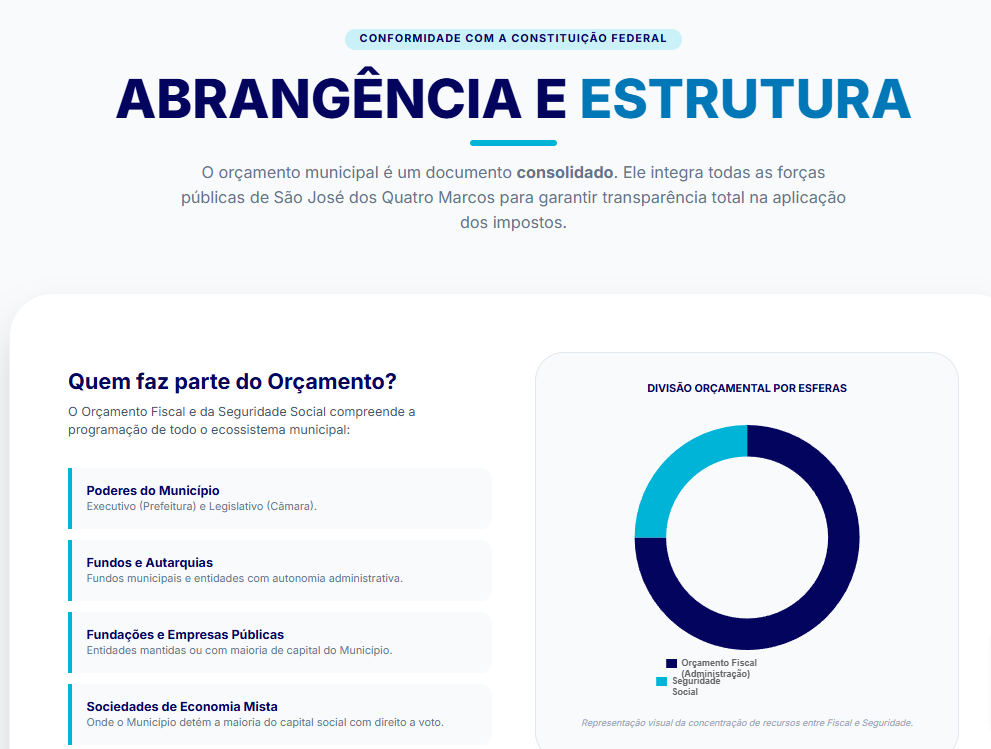 CONFORMIDADE COM A CONSTITUIÇÃO FEDERAL
ABRANGÊNCIA E ESTRUTURA
O orçamento municipal é um documento consolidado. Ele integra todas as forças
públicas de São José dos Quatro Marcos para garantir transparência total na aplicação
dos impostos.
Quem faz parte do Orçamento?
O Orçamento Fiscal e da Seguridade Social compreende a
programação de todo o ecossistema municipal:
Poderes do Município
Executivo (Prefeitura) e Legislativo (Câmara).
Fundos e Autarquias
Fundos municipais e entidades com autonomia administrativa.
Fundações e Empresas Públicas
Entidades mantidas ou com maioria de capital do Município.
Sociedades de Economia Mista
Onde o Município detém a maioria do capital social com direito a voto.
DIVISÃO ORÇAMENTAL POR ESFERAS
Orçamento Fiscal
(Administração)
Seguridade
Social
Representação visual da concentração de recursos entre Fiscal e Seguridade.